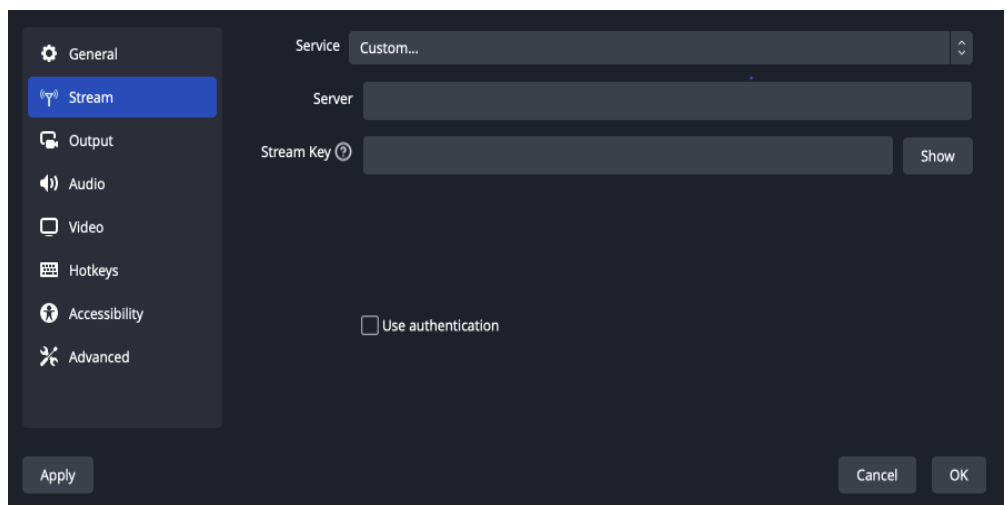 General
Stream
Output
Audio
Video
Hotkeys
Accessibility
Advanced
Service Custom...
Server
Stream Key ? Show
Use authentication
Apply Cancel OK